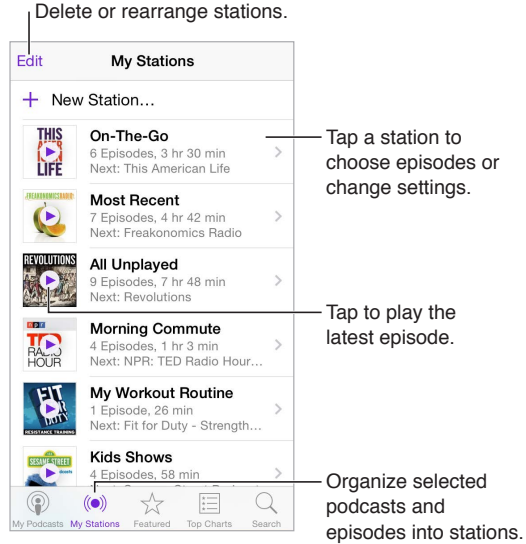 Delete or rearrange stations.
Edit
My Stations
New Station…
THIS
AMERICAN
LIFE
On-The-Go
6 Episodes, 3 hr 30 min
Next: This American Life
Tap a station to
choose episodes or
change settings.
FREAKONOMICS RADIO
Most Recent
7 Episodes, 4 hr 42 min
Next: Freakonomics Radio
REVOLUTIONS
All Unplayed
9 Episodes, 7 hr 48 min
Next: Revolutions
Tap to play the
latest episode.
npr
TED
RADIO
HOUR
Morning Commute
4 Episodes, 1 hr 3 min
Next: NPR: TED Radio Hour…
FIT
FOR
DUTY
RESISTANCE TRAINING
My Workout Routine
1 Episode, 26 min
Next: Fit for Duty - Strength…
SESAME STREET
Kids Shows
4 Episodes, 58 min
My Podcasts
My Stations
Featured
Top Charts
Search
Organize selected
podcasts and
episodes into stations.